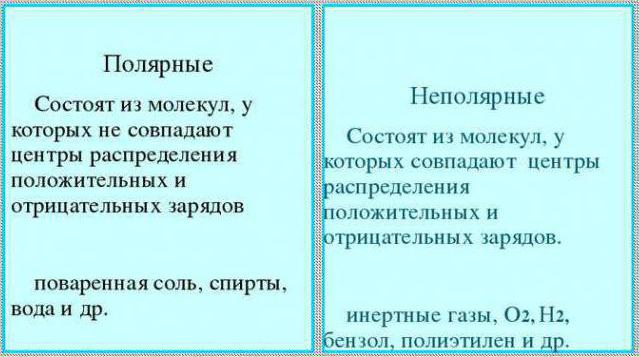 Полярные
Состоят из молекул, у
которых не совпадают
центры распределения
положительных и
отрицательных зарядов
поваренная соль, спирты,
вода и др.
Неполярные
Состоят из молекул, у
которых совпадают центры
распределения
положительных и
отрицательных зарядов.
инертные газы, O2, H2,
бензол, полиэтилен и др.